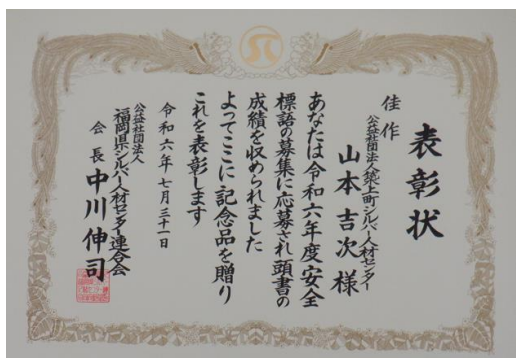 表彰状
佳作
公益社団法人築上町シルバー人材センター
山本吉次様
あなたは令和六年度安全
標語の募集に応募され頭書の
成績を収められました
よってここに記念品を贈り
これを表彰します
令和六年七月三十一日
公益社団法人
福岡県シルバー人材センター連合会
会長 中川伸司